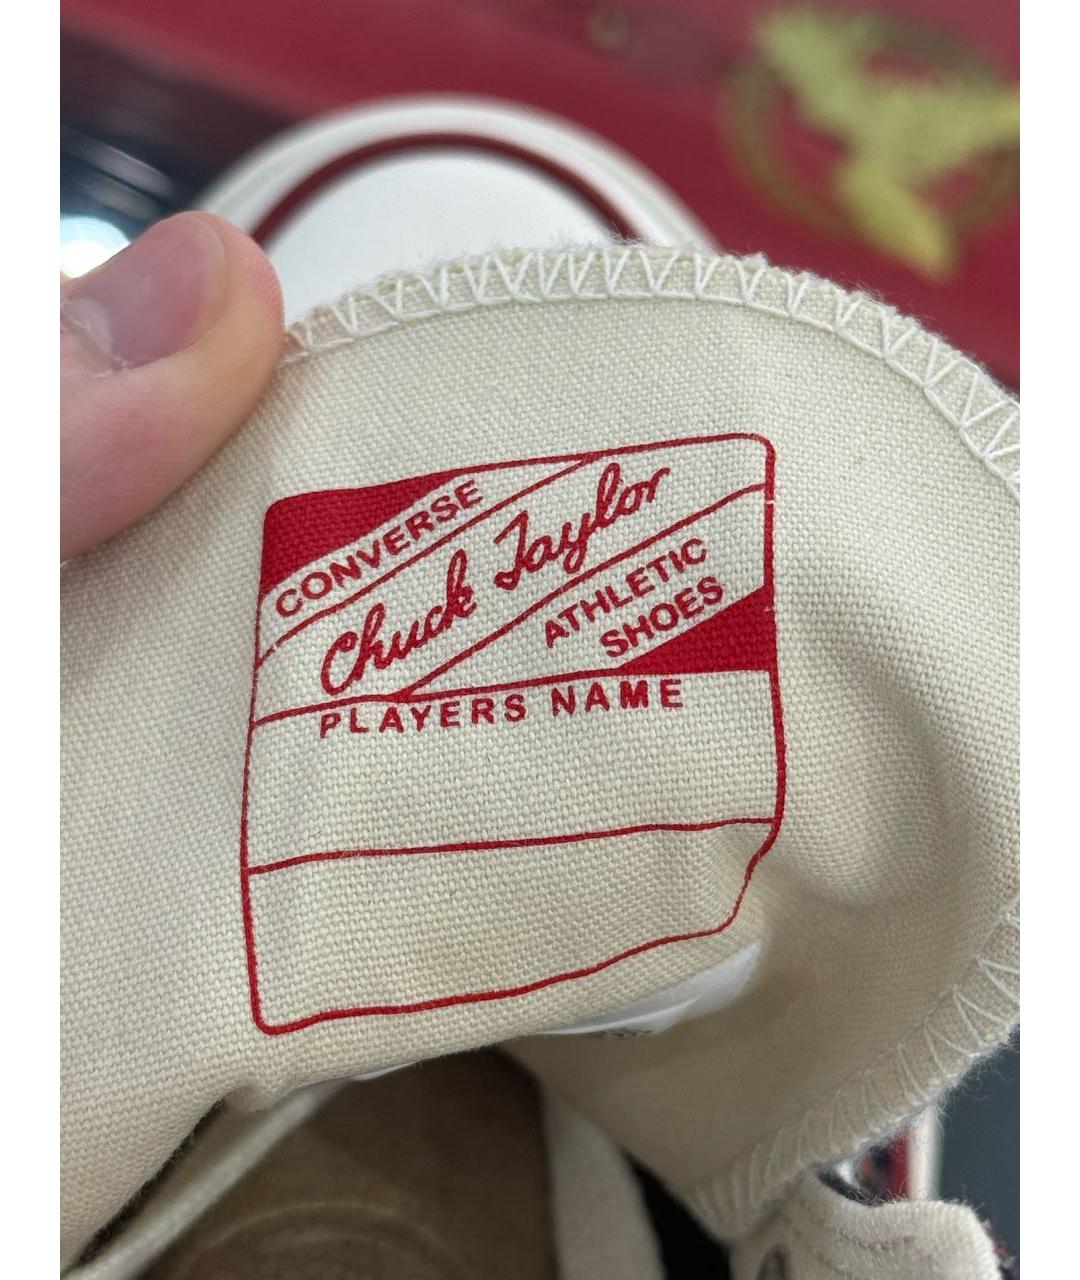 CONVERSE
Chuck Taylor
ATHLETIC
SHOES
PLAYERS NAME